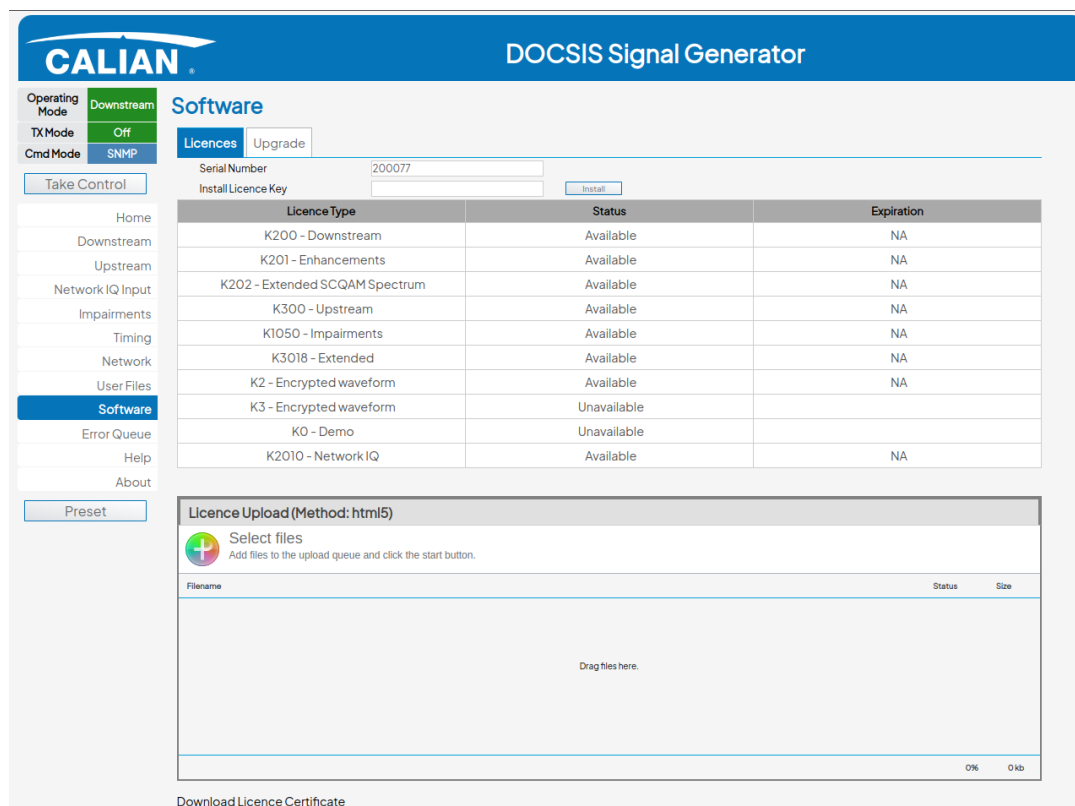 CALIAN ®
DOCSIS Signal Generator
Operating Mode Downstream
TX Mode Off
Cmd Mode SNMP
Take Control
Home
Downstream
Upstream
Network IQ Input
Impairments
Timing
Network
User Files
Software
Error Queue
Help
About
Preset
Software
Licences Upgrade
Serial Number 200077
Install Licence Key Install
Licence Type Status Expiration
K200 - Downstream Available NA
K201 - Enhancements Available NA
K202 - Extended SCQAM Spectrum Available NA
K300 - Upstream Available NA
K1050 - Impairments Available NA
K3018 - Extended Available NA
K2 - Encrypted waveform Available NA
K3 - Encrypted waveform Unavailable
K0 - Demo Unavailable
K2010 - Network IQ Available NA
Licence Upload (Method: html5)
Select files
Add files to the upload queue and click the start button.
Filename Status Size
Drag files here.
0% 0 kb
Download Licence Certificate